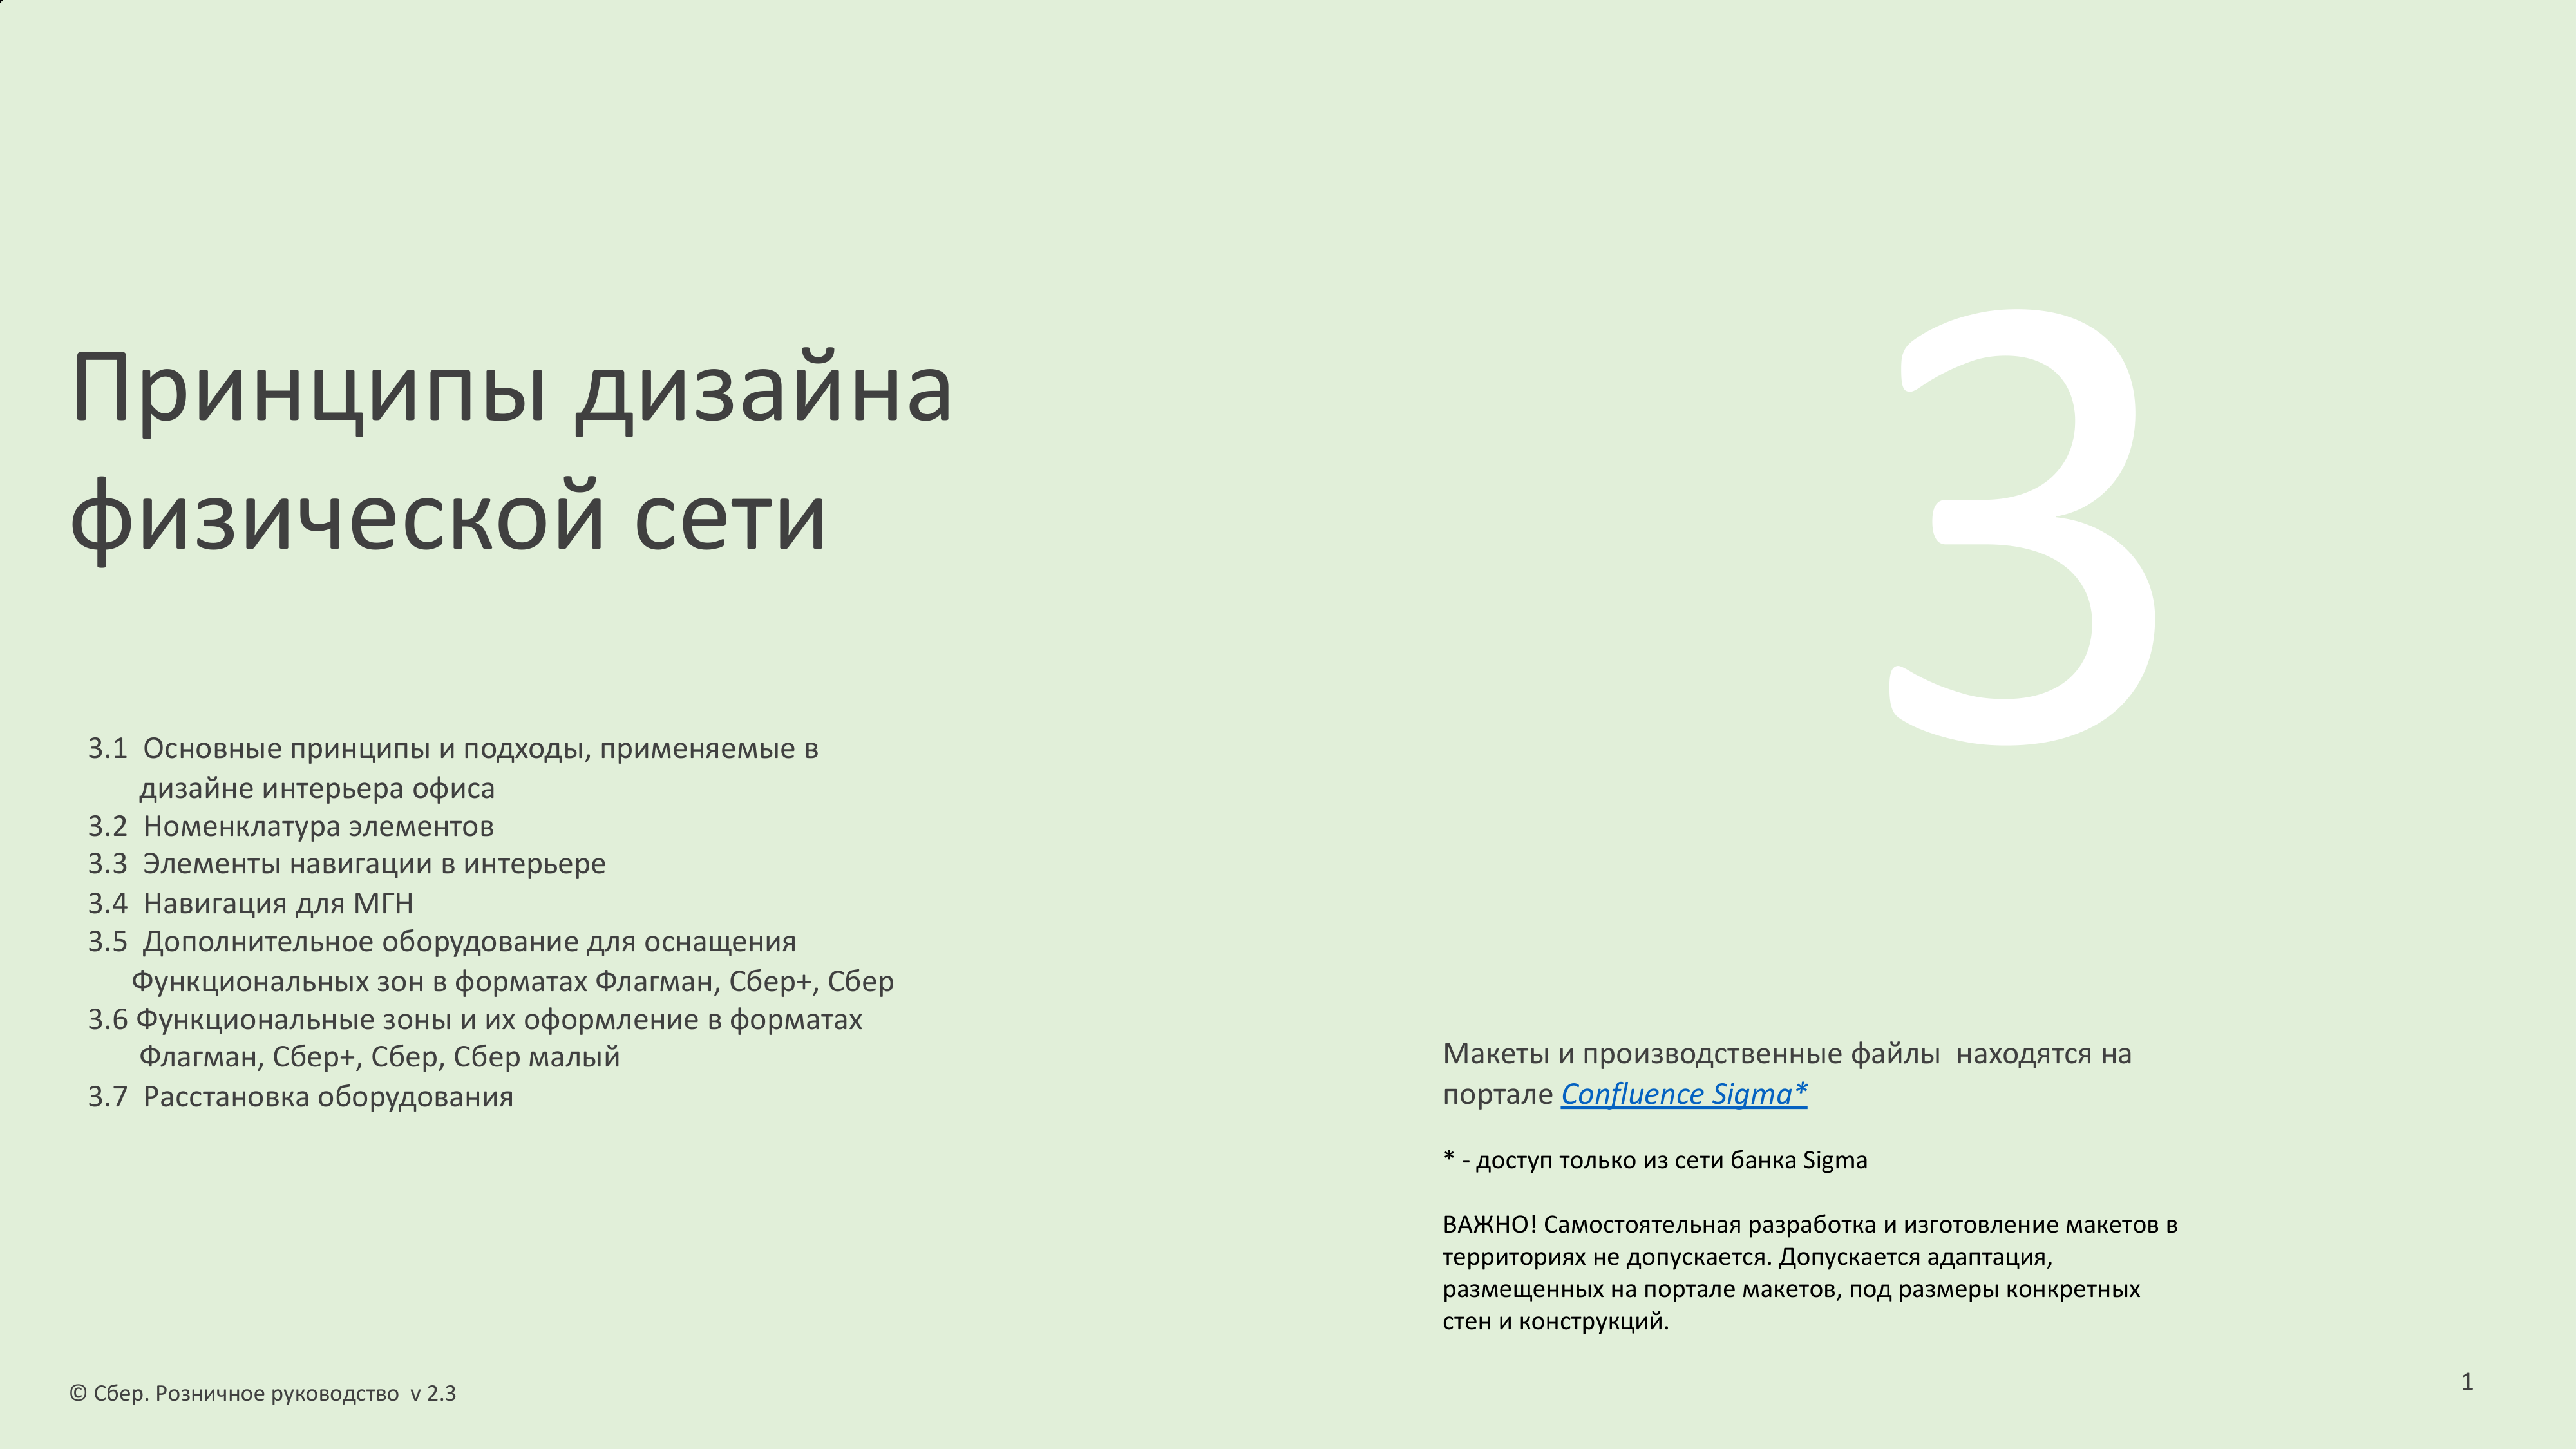 Принципы дизайна
физической сети
3
3.1 Основные принципы и подходы, применяемые в
дизайне интерьера офиса
3.2 Номенклатура элементов
3.3 Элементы навигации в интерьере
3.4 Навигация для МГН
3.5 Дополнительное оборудование для оснащения
Функциональных зон в форматах Флагман, Сбер+, Сбер
3.6 Функциональные зоны и их оформление в форматах
Флагман, Сбер+, Сбер, Сбер малый
3.7 Расстановка оборудования
Макеты и производственные файлы находятся на
портале Confluence Sigma*
* - доступ только из сети банка Sigma
ВАЖНО! Самостоятельная разработка и изготовление макетов в
территориях не допускается. Допускается адаптация,
размещенных на портале макетов, под размеры конкретных
стен и конструкций.
© Сбер. Розничное руководство v 2.3
1